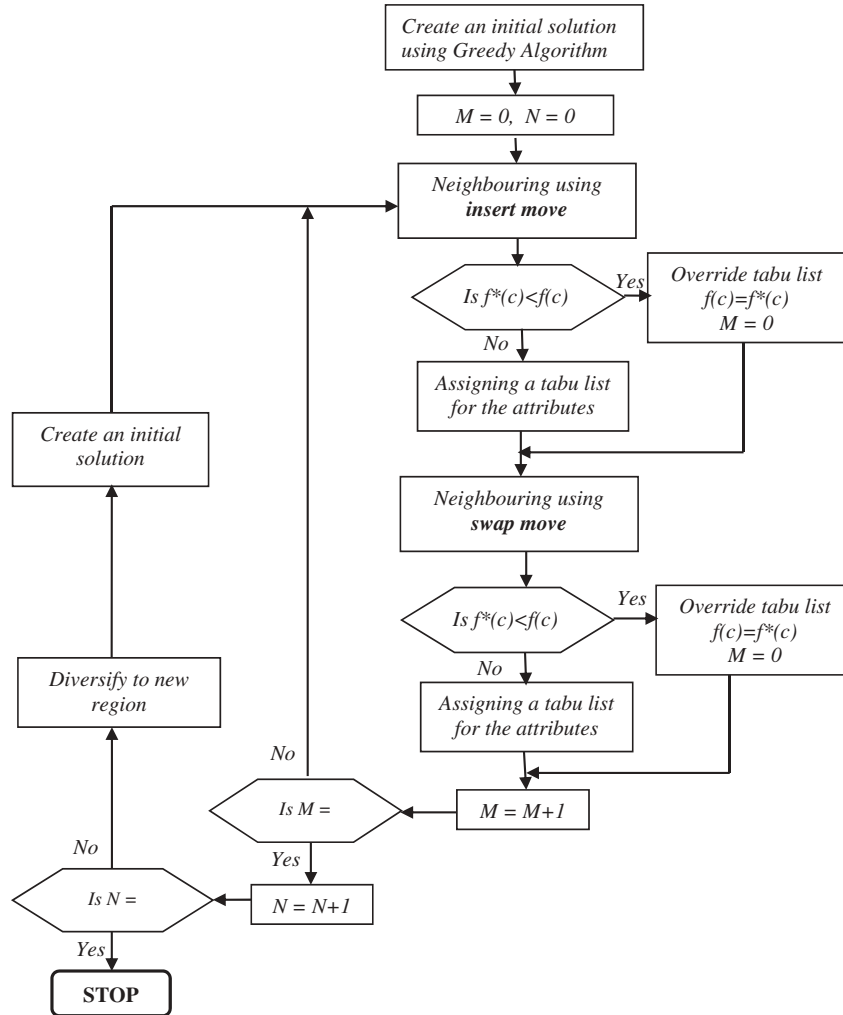 Create an initial solution
using Greedy Algorithm
M = 0, N = 0
Neighbouring using
insert move
Is f*(c)<f(c)
Yes
Override tabu list
f(c)=f*(c)
M = 0
No
Assigning a tabu list
for the attributes
Create an initial
solution
Neighbouring using
swap move
Is f*(c)<f(c)
Yes
Override tabu list
f(c)=f*(c)
M = 0
No
Diversify to new
region
Assigning a tabu list
for the attributes
No
Is M =
M = M+1
Yes
No
Is N =
N = N+1
Yes
STOP